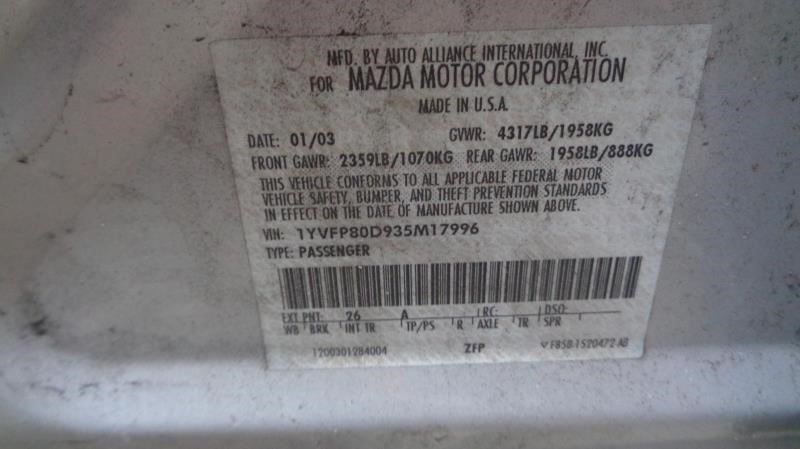 MFD. BY AUTO ALLIANCE INTERNATIONAL, INC.
FOR MAZDA MOTOR CORPORATION
MADE IN U.S.A.
DATE: 01/03 GVWR: 4317LB/1958KG
FRONT GAWR: 2359LB/1070KG REAR GAWR: 1958LB/888KG
THIS VEHICLE CONFORMS TO ALL APPLICABLE FEDERAL MOTOR
VEHICLE SAFETY, BUMPER, AND THEFT PREVENTION STANDARDS
IN EFFECT ON THE DATE OF MANUFACTURE SHOWN ABOVE.
VIN: 1YVFP80D935M17996
TYPE: PASSENGER
EXT PNT: 26 A RC: DSO:
WB BRK INT TR TP/PS R AXLE TR SPR
1200301284004 ZFP F85B 1520472 AB